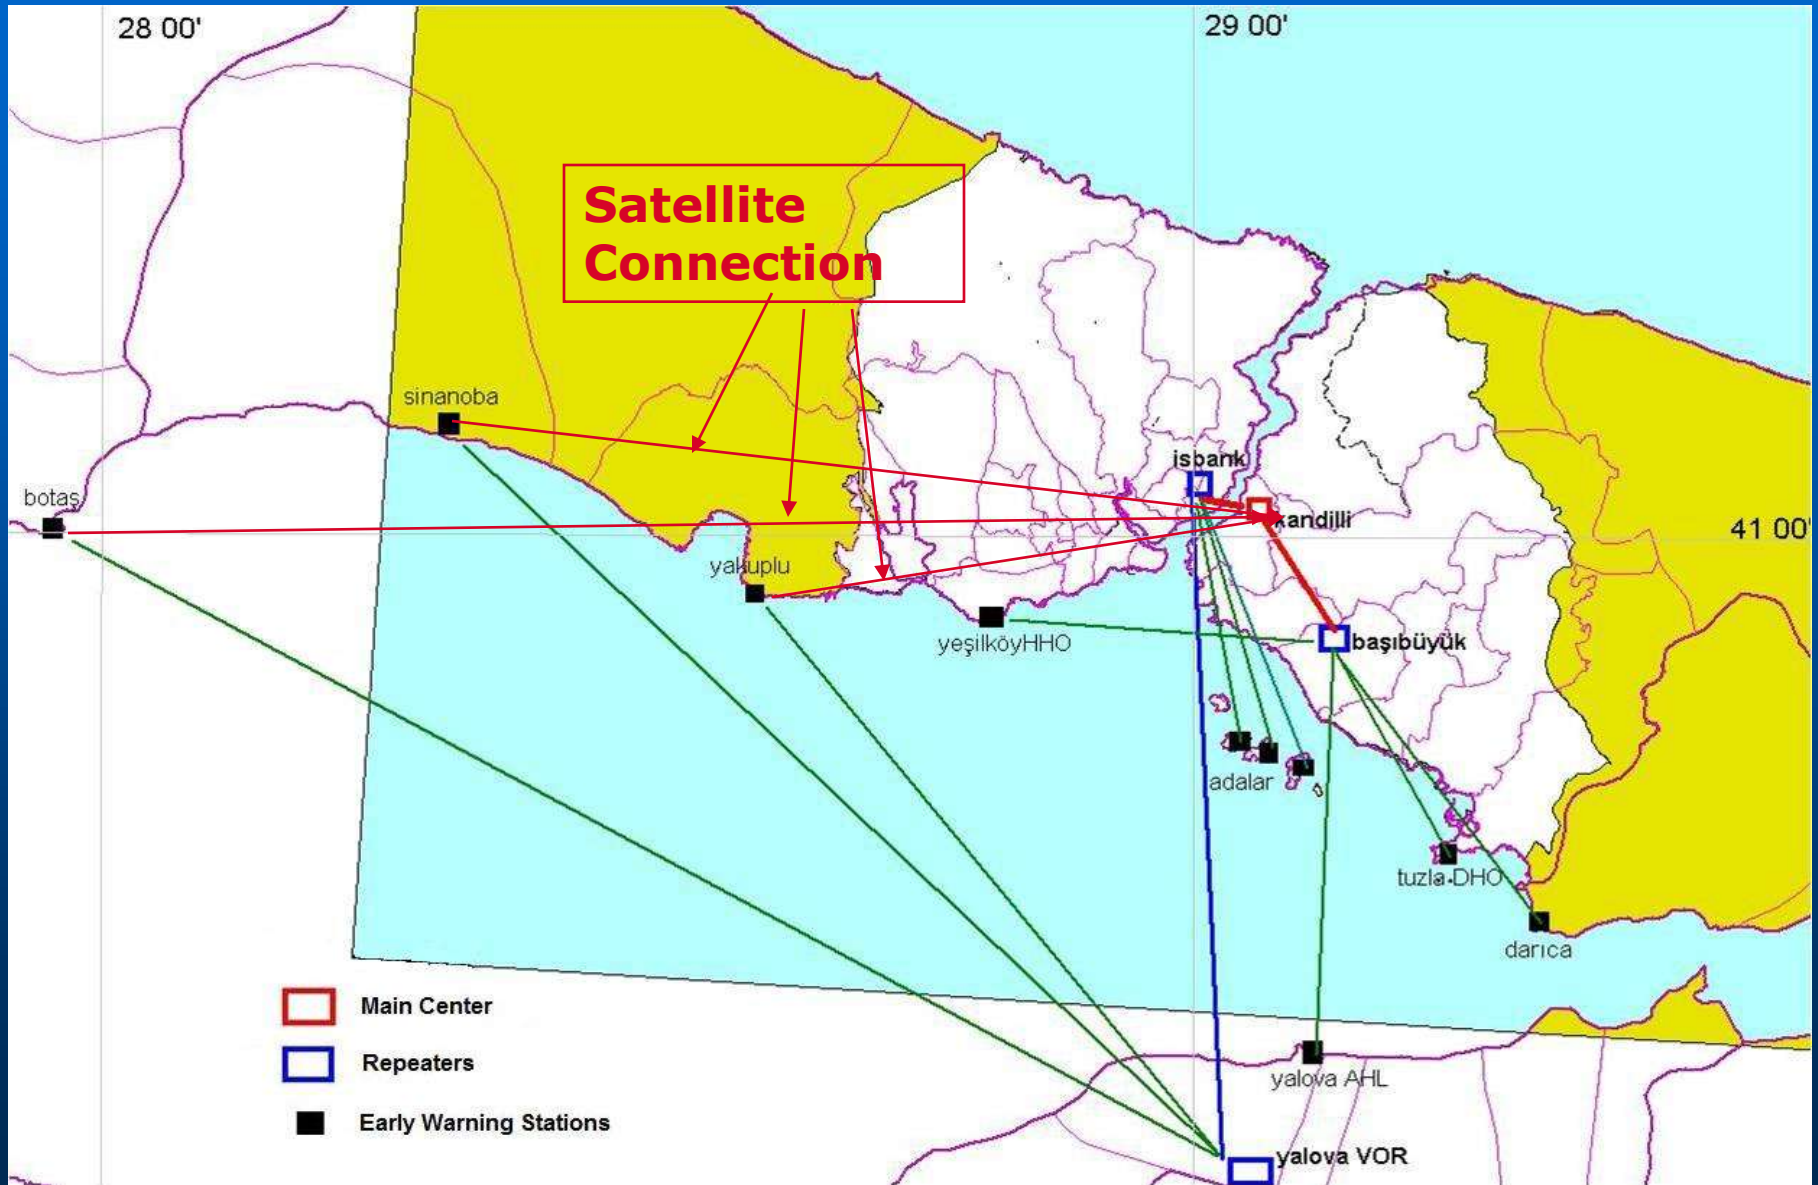 28 00'
29 00'
Satellite
Connection
sinanoba
isbank
botaş
kandilli
41 00'
yakuplu
yeşilköyHHO
başıbüyük
adalar
tuzla DHO
darıca
Main Center
Repeaters
yalova AHL
Early Warning Stations
yalova VOR